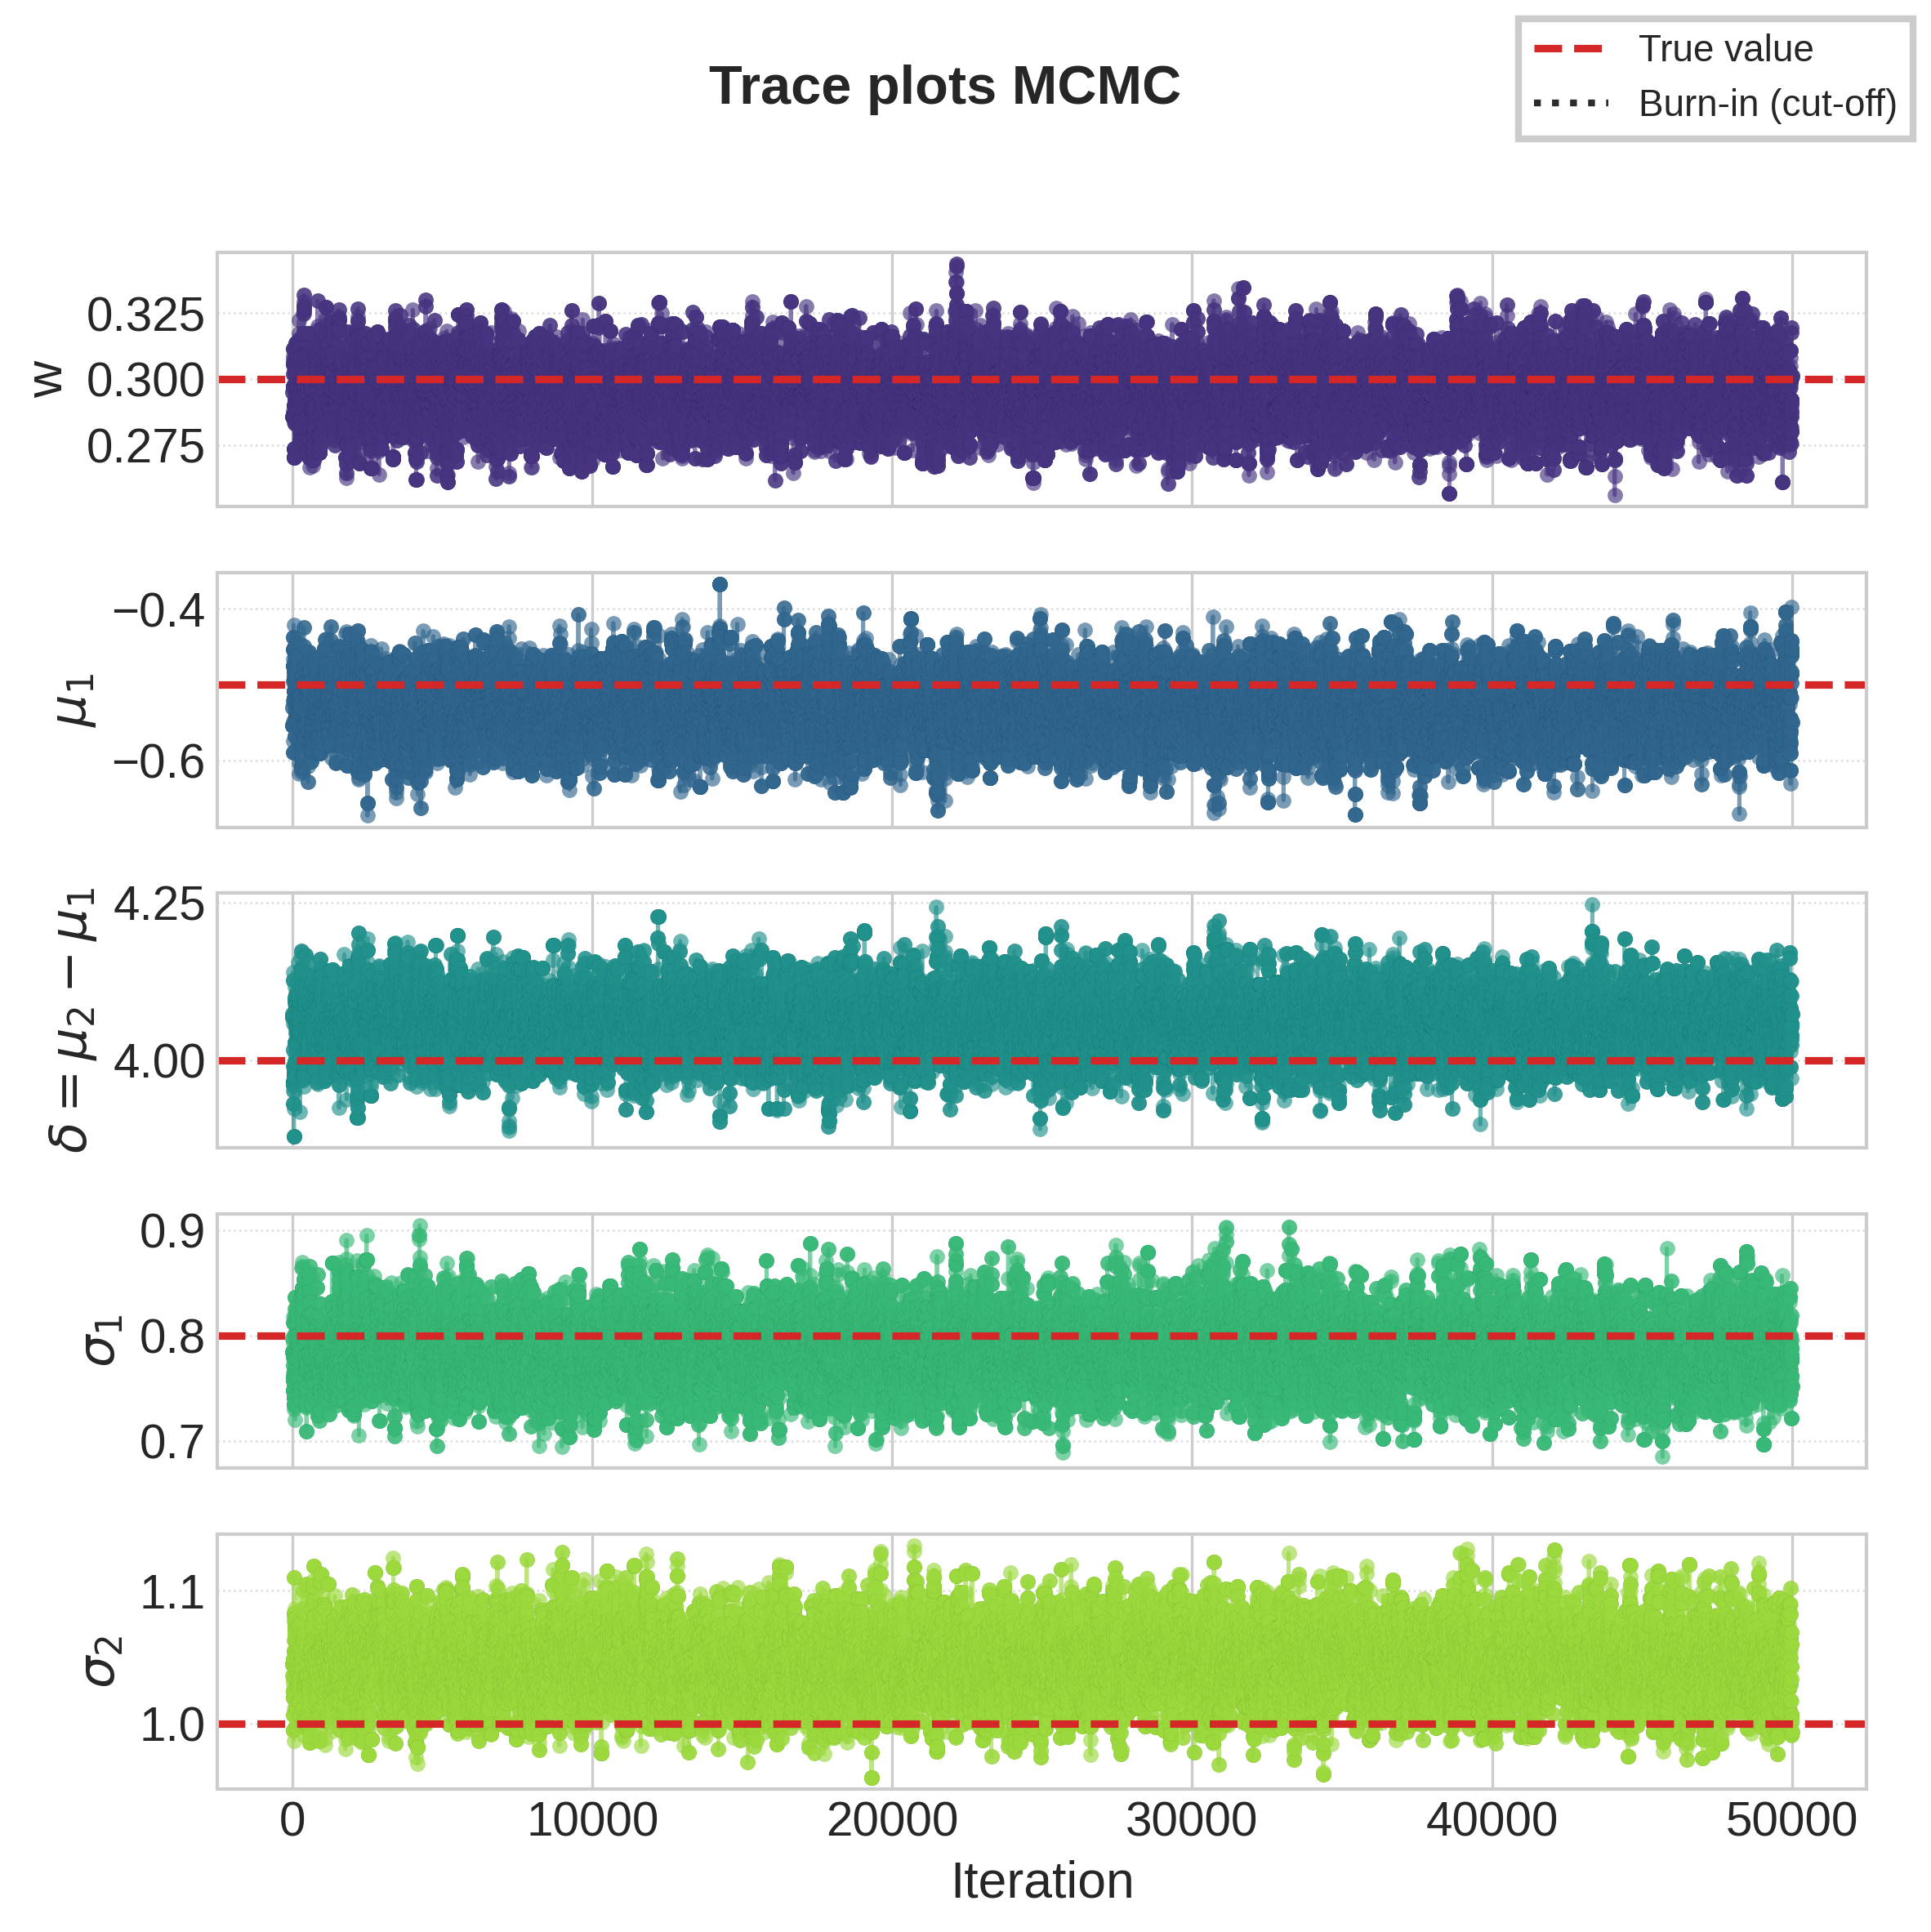 Trace plots MCMC
True value
Burn-in (cut-off)
0.325
0.300
0.275
w
−0.4
−0.6
μ₁
4.25
4.00
δ = μ₂ − μ₁
0.9
0.8
0.7
σ₁
1.1
1.0
σ₂
0 10000 20000 30000 40000 50000
Iteration